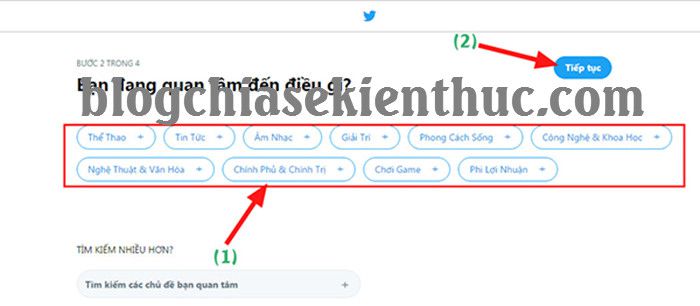 (2)
BƯỚC 2 TRONG 4
Tiếp tục
Bạn đang quan tâm đến điều gì?
blogchiasekienthuc.com
Thể Thao + Tin Tức + Âm Nhạc + Giải Trí + Phong Cách Sống + Công Nghệ & Khoa Học +
Nghệ Thuật & Văn Hóa + Chính Phủ & Chính Trị + Chơi Game + Phi Lợi Nhuận +
(1)
TÌM KIẾM NHIỀU HƠN?
Tìm kiếm các chủ đề bạn quan tâm +